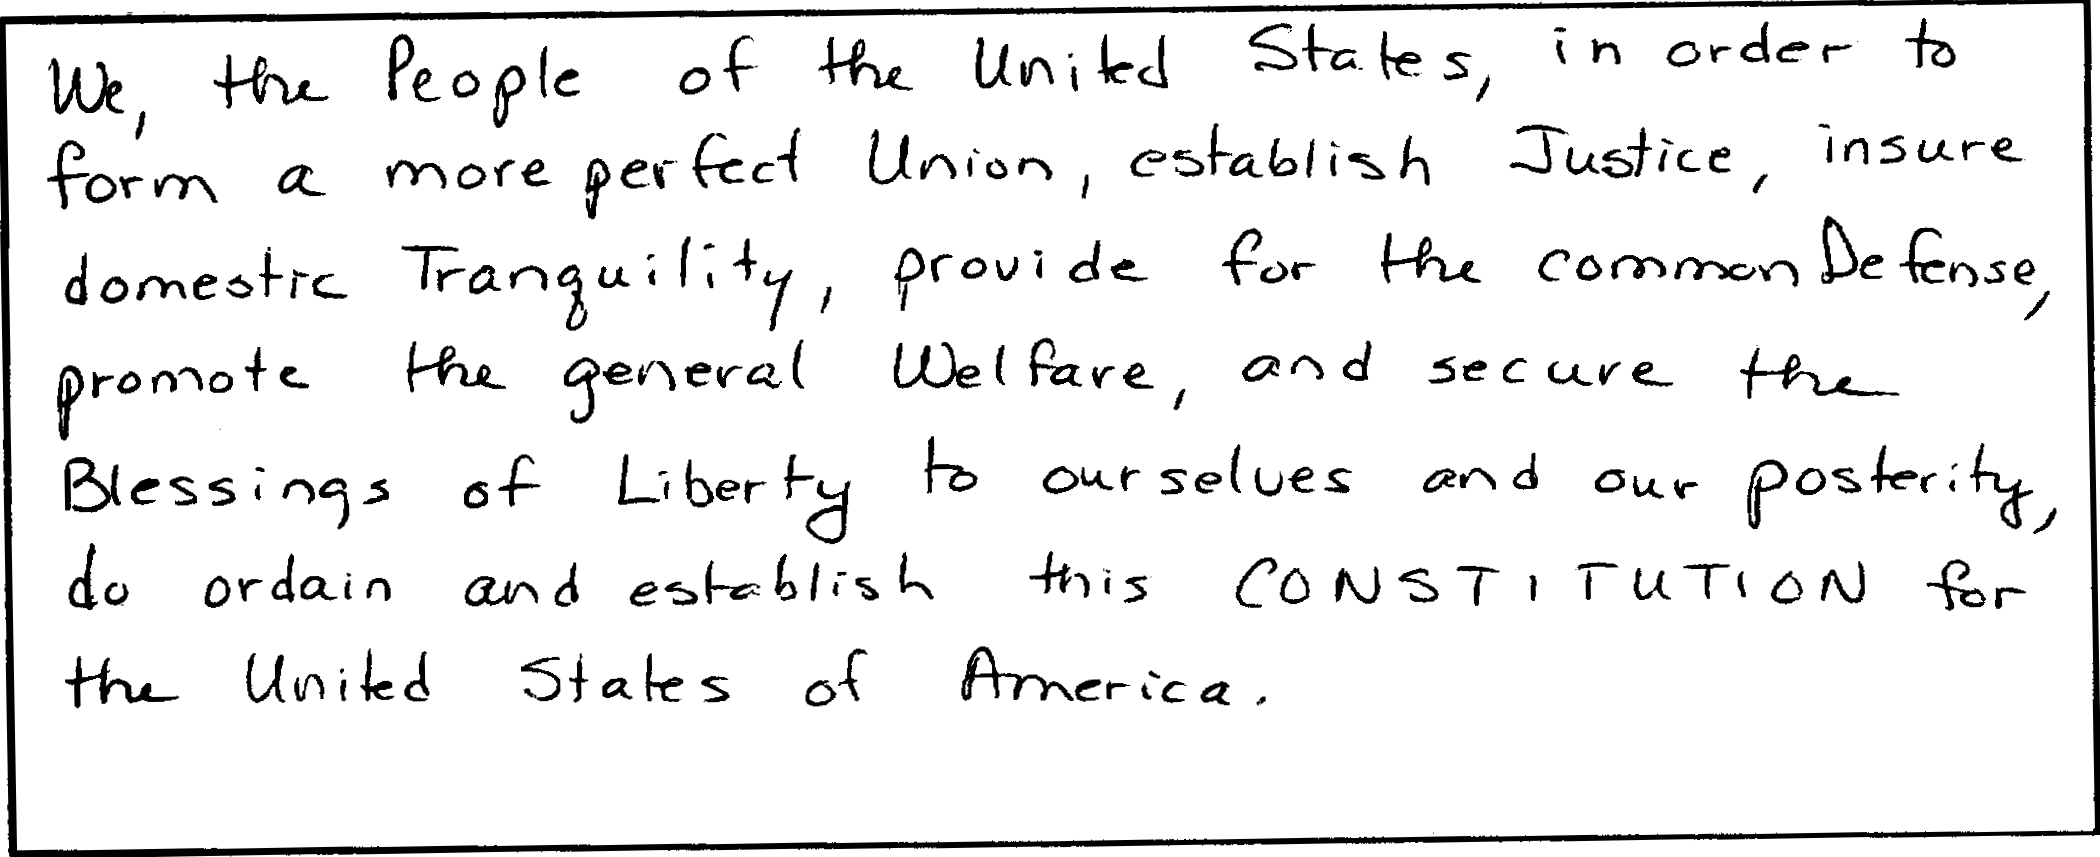 We, the People of the United States, in order to
form a more perfect Union, establish Justice, insure
domestic Tranquility, provide for the common Defense,
promote the general Welfare, and secure the
Blessings of Liberty to ourselves and our posterity,
do ordain and establish this CONSTITUTION for
the United States of America.